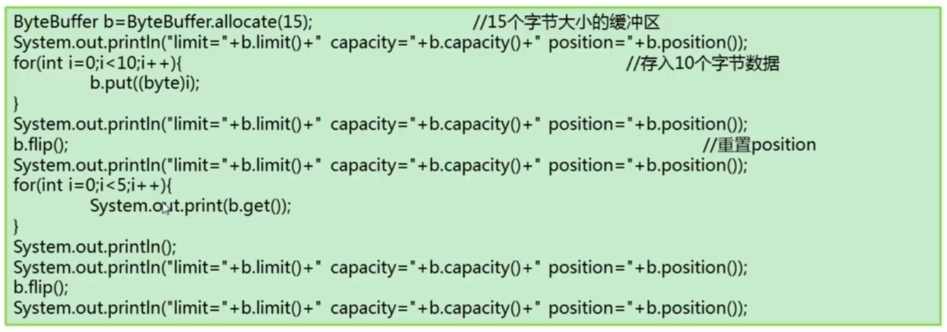 ByteBuffer b=ByteBuffer.allocate(15); //15个字节大小的缓冲区
System.out.println("limit="+b.limit()+" capacity="+b.capacity()+" position="+b.position());
for(int i=0;i<10;i++){ //存入10个字节数据
b.put((byte)i);
}
System.out.println("limit="+b.limit()+" capacity="+b.capacity()+" position="+b.position());
b.flip(); //重置position
System.out.println("limit="+b.limit()+" capacity="+b.capacity()+" position="+b.position());
for(int i=0;i<5;i++){
System.out.print(b.get());
}
System.out.println();
System.out.println("limit="+b.limit()+" capacity="+b.capacity()+" position="+b.position());
b.flip();
System.out.println("limit="+b.limit()+" capacity="+b.capacity()+" position="+b.position());